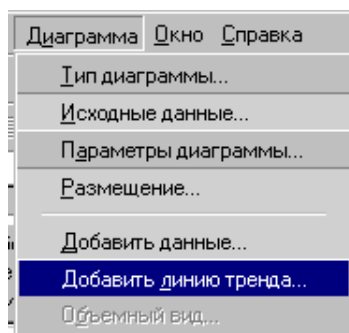 Диаграмма Окно Справка
Тип диаграммы...
Исходные данные...
Параметры диаграммы...
Размещение...
Добавить данные...
Добавить линию тренда...
Объемный вид...